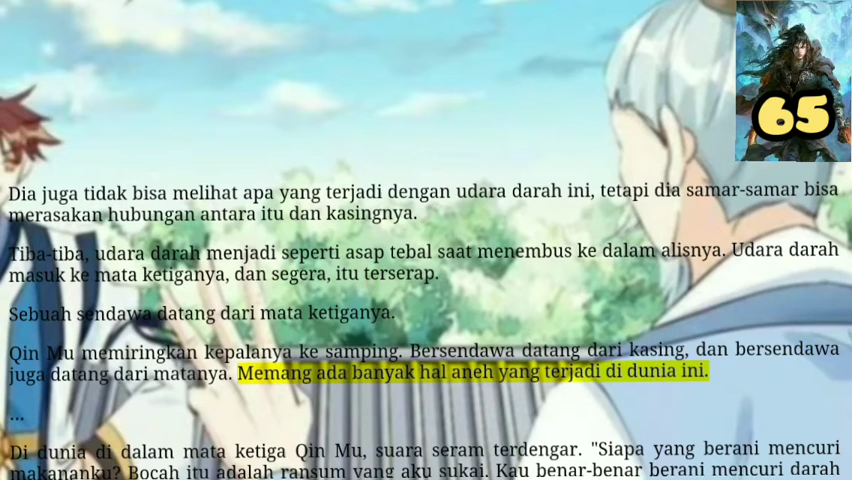 65
Dia juga tidak bisa melihat apa yang terjadi dengan udara darah ini, tetapi dia samar-samar bisa
merasakan hubungan antara itu dan kasingnya.
Tiba-tiba, udara darah menjadi seperti asap tebal saat menembus ke dalam alisnya. Udara darah
masuk ke mata ketiganya, dan segera, itu terserap.
Sebuah sendawa datang dari mata ketiganya.
Qin Mu memiringkan kepalanya ke samping. Bersendawa datang dari kasing, dan bersendawa
juga datang dari matanya. Memang ada banyak hal aneh yang terjadi di dunia ini.
...
Di dunia di dalam mata ketiga Qin Mu, suara seram terdengar. "Siapa yang berani mencuri
makananku? Bocah itu adalah ransum yang aku sukai. Kau benar-benar berani mencuri darah